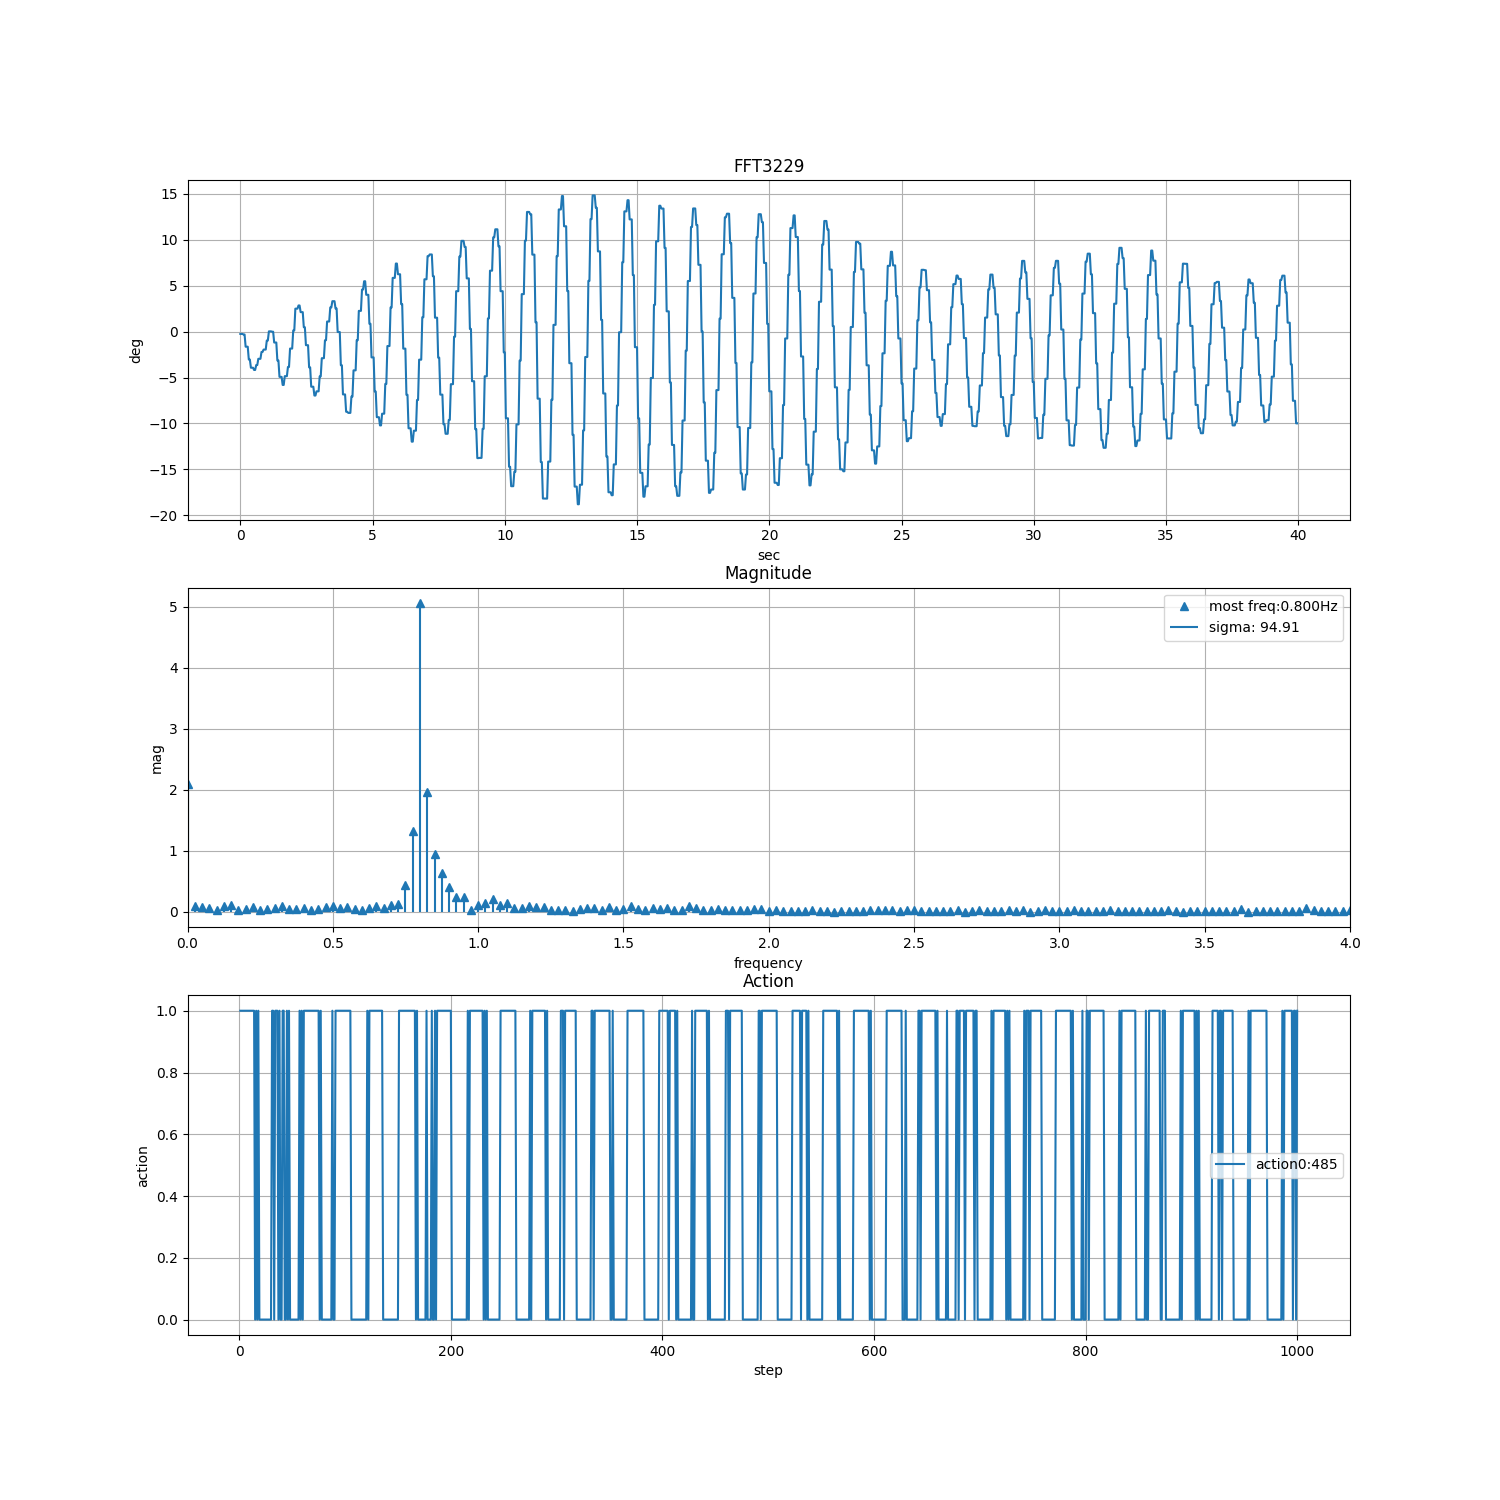 FFT3229
15
10
5
0
−5
−10
−15
−20
deg
0 5 10 15 20 25 30 35 40
sec
Magnitude
5
4
3
2
1
0
mag
most freq:0.800Hz
sigma: 94.91
0.0 0.5 1.0 1.5 2.0 2.5 3.0 3.5 4.0
frequency
Action
1.0
0.8
0.6
0.4
0.2
0.0
action
action0:485
0 200 400 600 800 1000
step